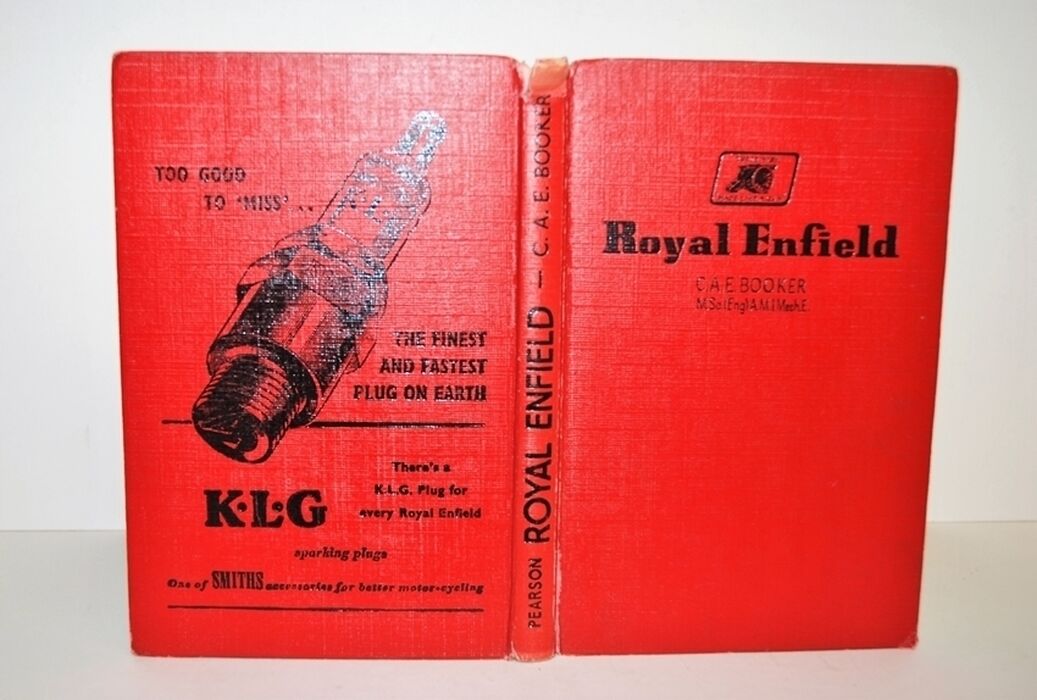 TOO GOOD
TO 'MISS' ..
THE FINEST
AND FASTEST
PLUG ON EARTH
There's a
K.L.G. Plug for
every Royal Enfield
K·L·G
sparking plugs
One of SMITHS accessories for better motor-cycling
PEARSON ROYAL ENFIELD — C. A. E. BOOKER
Royal Enfield
C.A.E. BOOKER
M.Sc.(Eng) A.M.I.Mech.E.